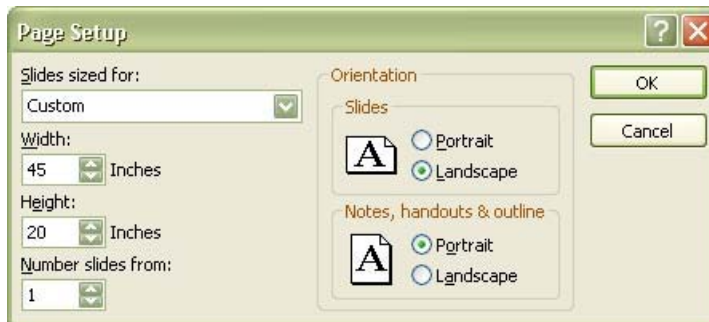 Page Setup
Slides sized for:
Custom
Width:
45 Inches
Height:
20 Inches
Number slides from:
1
Orientation
Slides
A
Portrait
Landscape
Notes, handouts & outline
A
Portrait
Landscape
OK
Cancel